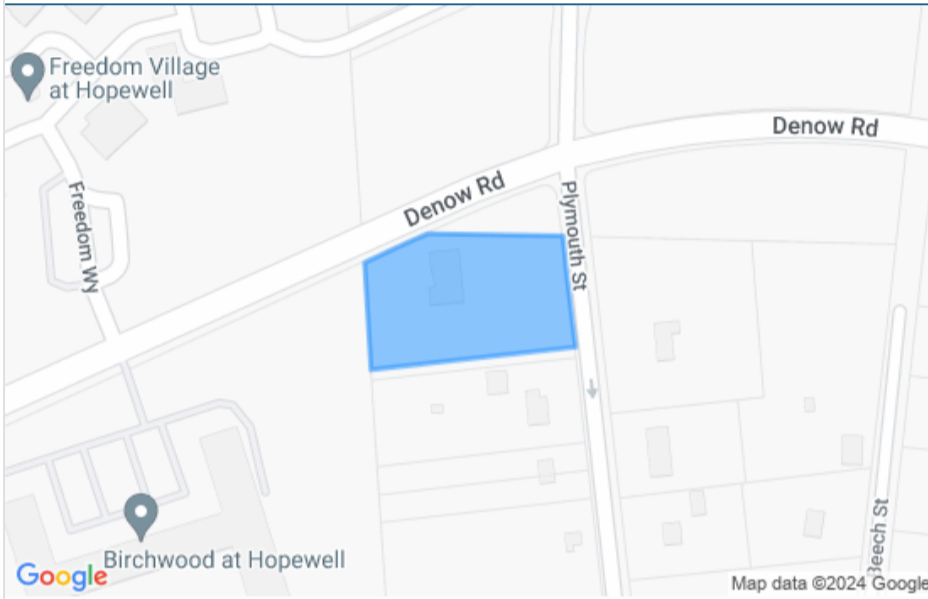 Freedom Village
at Hopewell
Denow Rd
Denow Rd
Plymouth St
Freedom Wy
Beech St
Birchwood at Hopewell
Google
Map data ©2024 Google